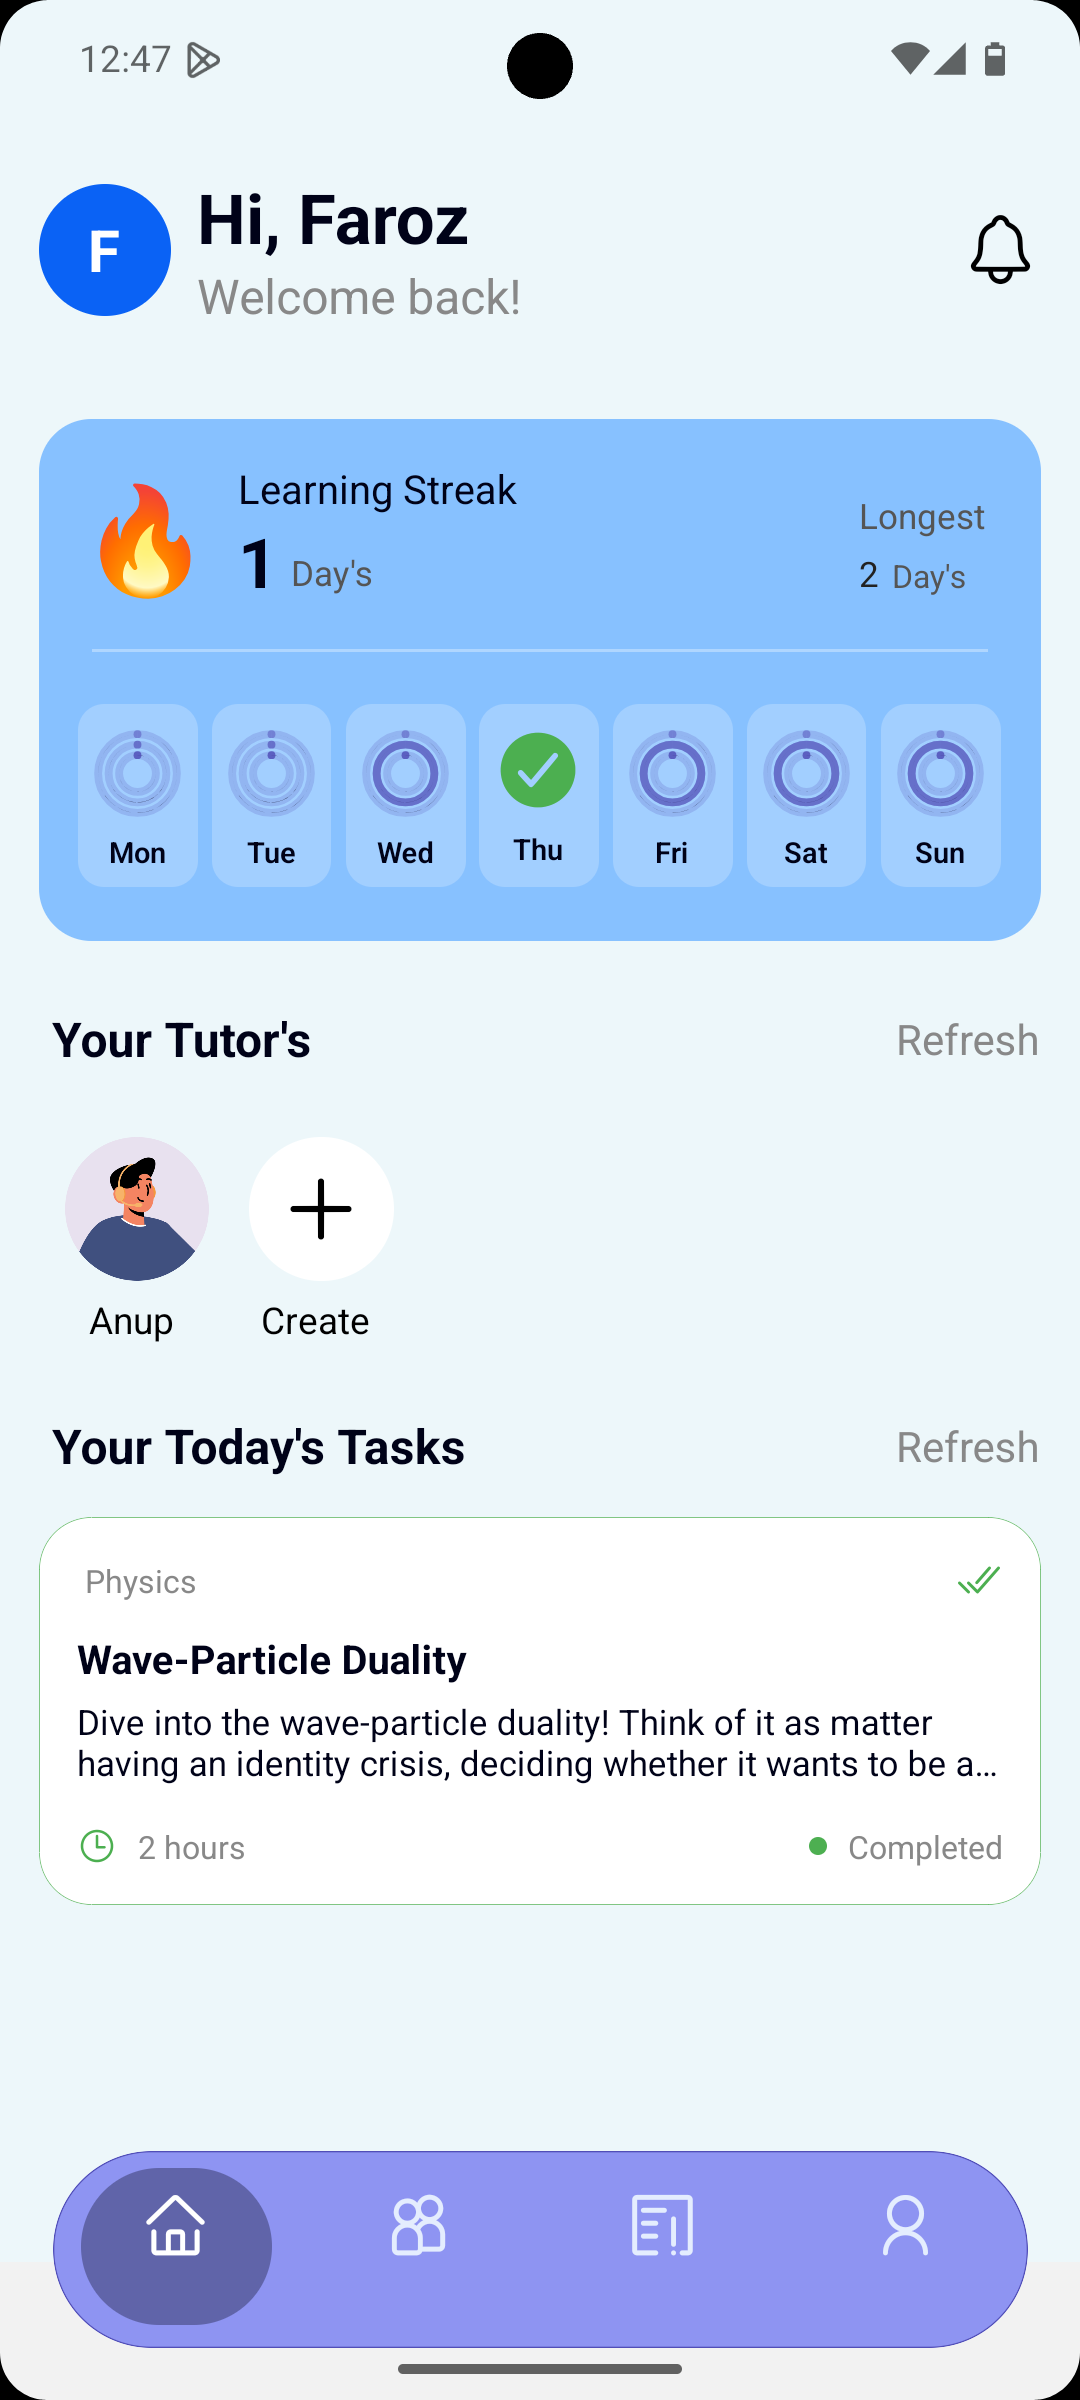 12:47
F
Hi, Faroz
Welcome back!
Learning Streak
1 Day's
Longest
2 Day's
Mon Tue Wed Thu Fri Sat Sun
Your Tutor's Refresh
Anup Create
Your Today's Tasks Refresh
Physics
Wave-Particle Duality
Dive into the wave-particle duality! Think of it as matter
having an identity crisis, deciding whether it wants to be a...
2 hours Completed